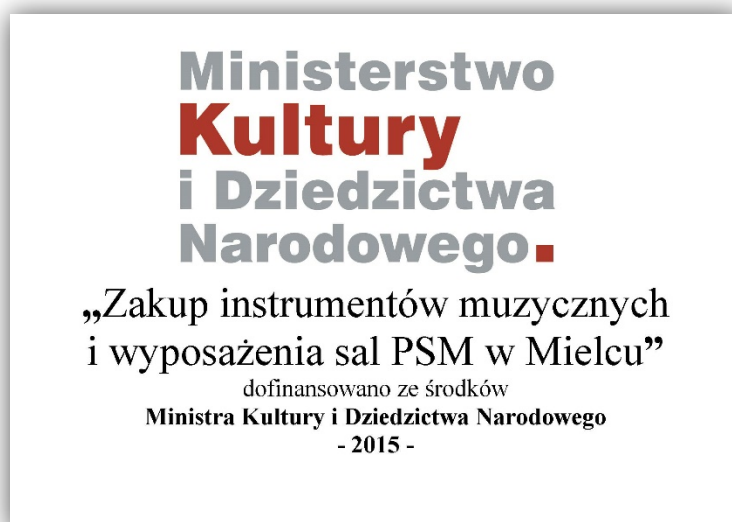 Ministerstwo
Kultury
i Dziedzictwa
Narodowego.
„Zakup instrumentów muzycznych
i wyposażenia sal PSM w Mielcu”
dofinansowano ze środków
Ministra Kultury i Dziedzictwa Narodowego
- 2015 -